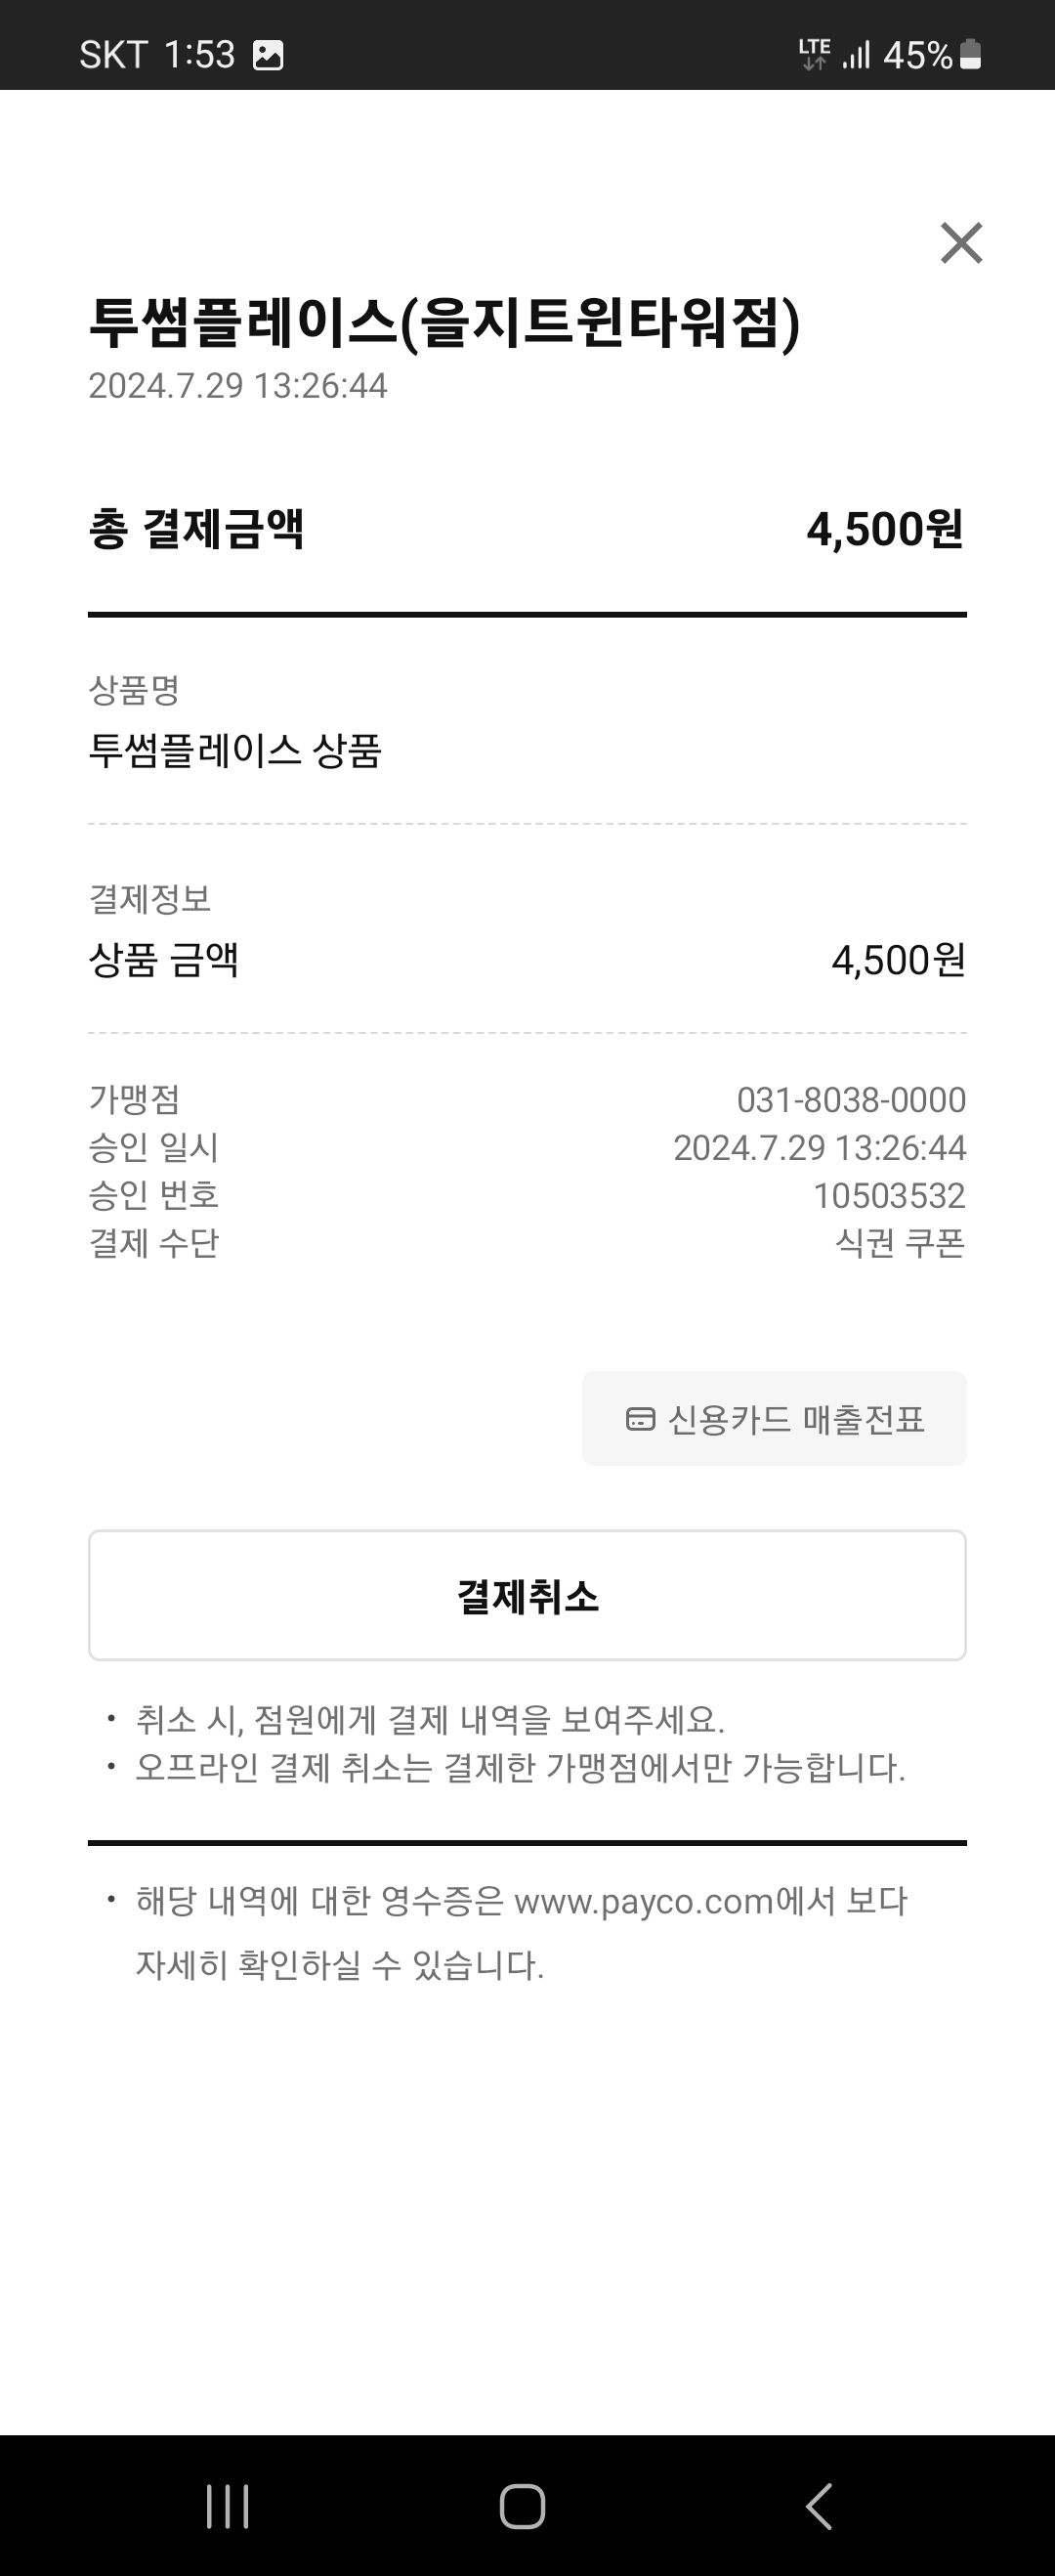 SKT 1:53 LTE 45%
투썸플레이스(을지트윈타워점)
2024.7.29 13:26:44
총 결제금액 4,500원
상품명
투썸플레이스 상품
결제정보
상품 금액 4,500원
가맹점 031-8038-0000
승인 일시 2024.7.29 13:26:44
승인 번호 10503532
결제 수단 식권 쿠폰
신용카드 매출전표
결제취소
• 취소 시, 점원에게 결제 내역을 보여주세요.
• 오프라인 결제 취소는 결제한 가맹점에서만 가능합니다.
• 해당 내역에 대한 영수증은 www.payco.com에서 보다
자세히 확인하실 수 있습니다.